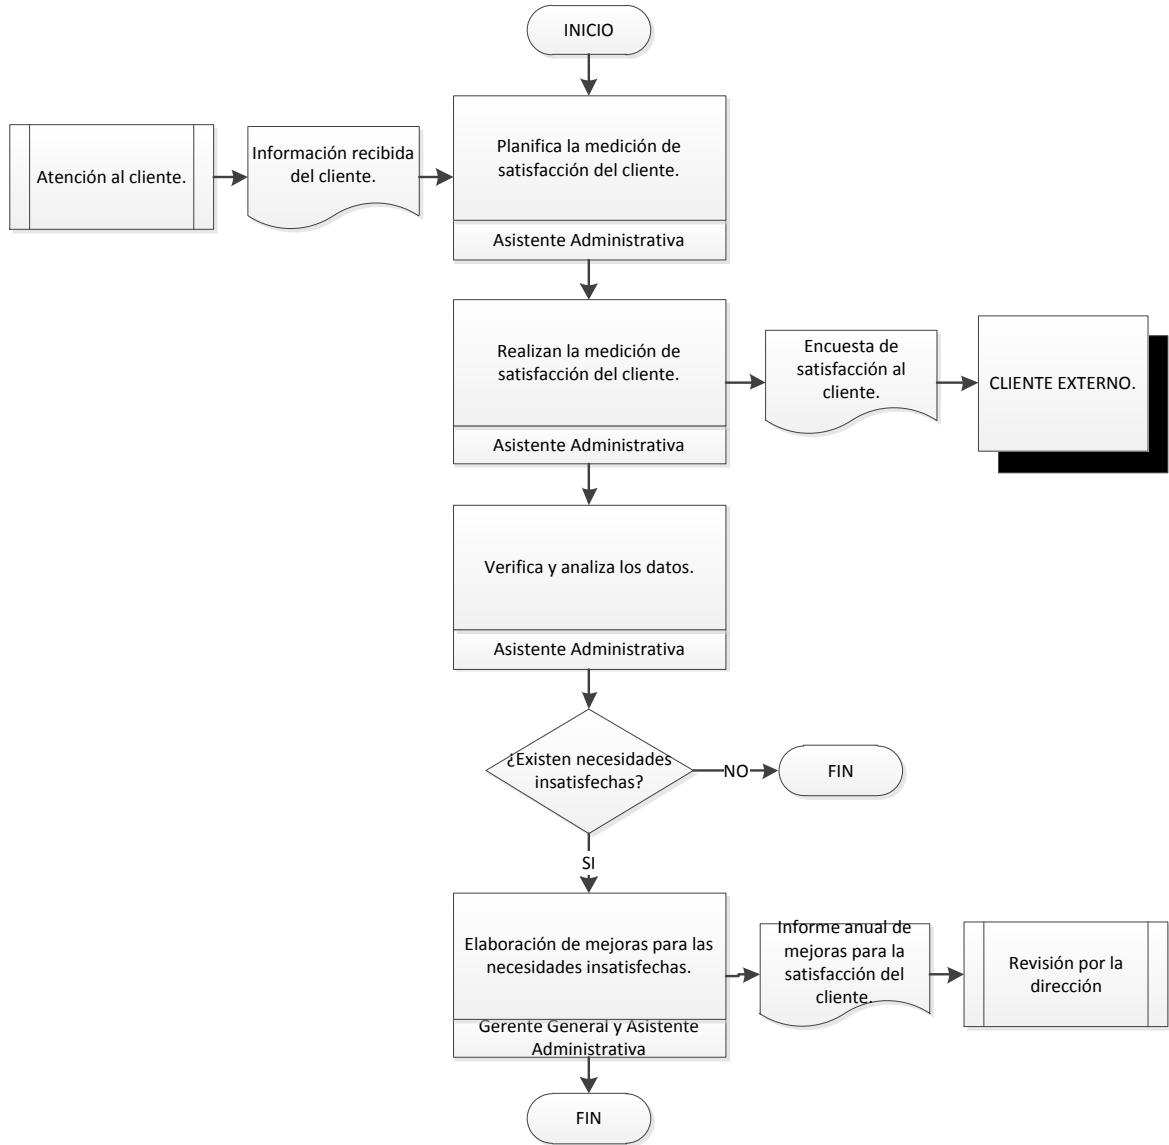 INICIO
Atención al cliente.
Información recibida
del cliente.
Planifica la medición de
satisfacción del cliente.
Asistente Administrativa
Realizan la medición de
satisfacción del cliente.
Asistente Administrativa
Encuesta de
satisfacción al
cliente.
CLIENTE EXTERNO.
Verifica y analiza los datos.
Asistente Administrativa
¿Existen necesidades
insatisfechas?
NO
FIN
SI
Elaboración de mejoras para las
necesidades insatisfechas.
Gerente General y Asistente
Administrativa
Informe anual de
mejoras para la
satisfacción del
cliente.
Revisión por la
dirección
FIN